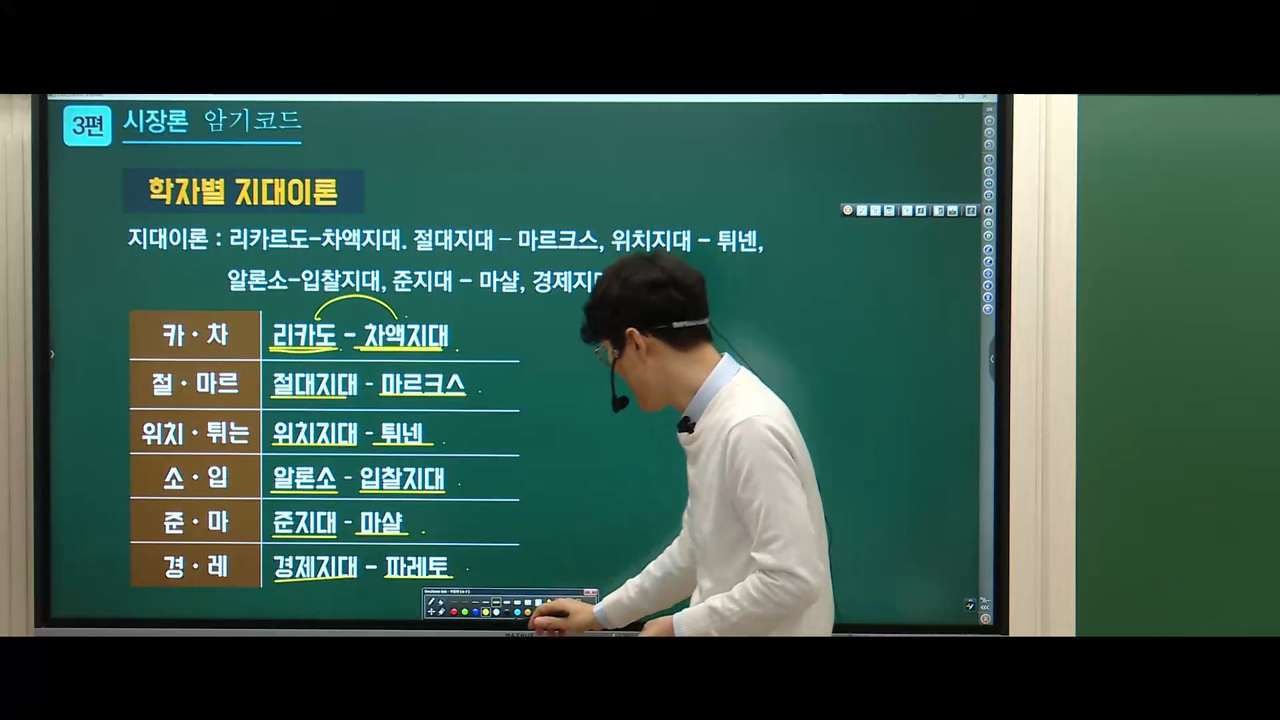 3편 시장론 암기코드
학자별 지대이론
지대이론 : 리카르도-차액지대. 절대지대 - 마르크스, 위치지대 - 튀넨,
알론소-입찰지대, 준지대 - 마샬, 경제지
카·차 리카도 - 차액지대
절·마르 절대지대 - 마르크스
위치·튀는 위치지대 - 튀넨
소·입 알론소 - 입찰지대
준·마 준지대 - 마샬
경·레 경제지대 - 파레토